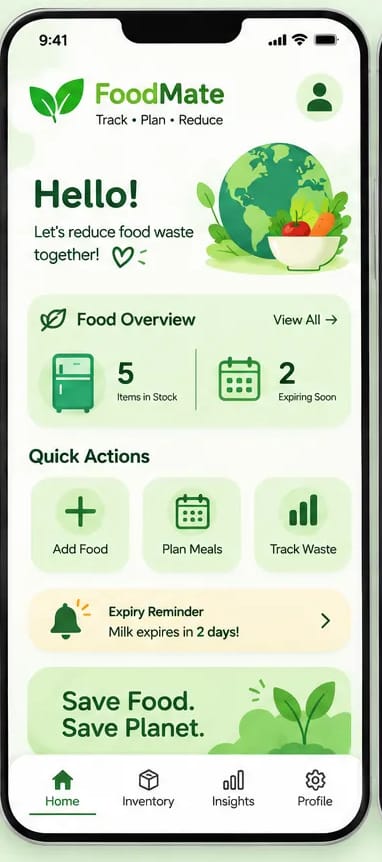 9:41
FoodMate
Track • Plan • Reduce
Hello!
Let's reduce food waste
together!
Food Overview
View All →
5
Items in Stock
2
Expiring Soon
Quick Actions
Add Food
Plan Meals
Track Waste
Expiry Reminder
Milk expires in 2 days!
Save Food.
Save Planet.
Home
Inventory
Insights
Profile